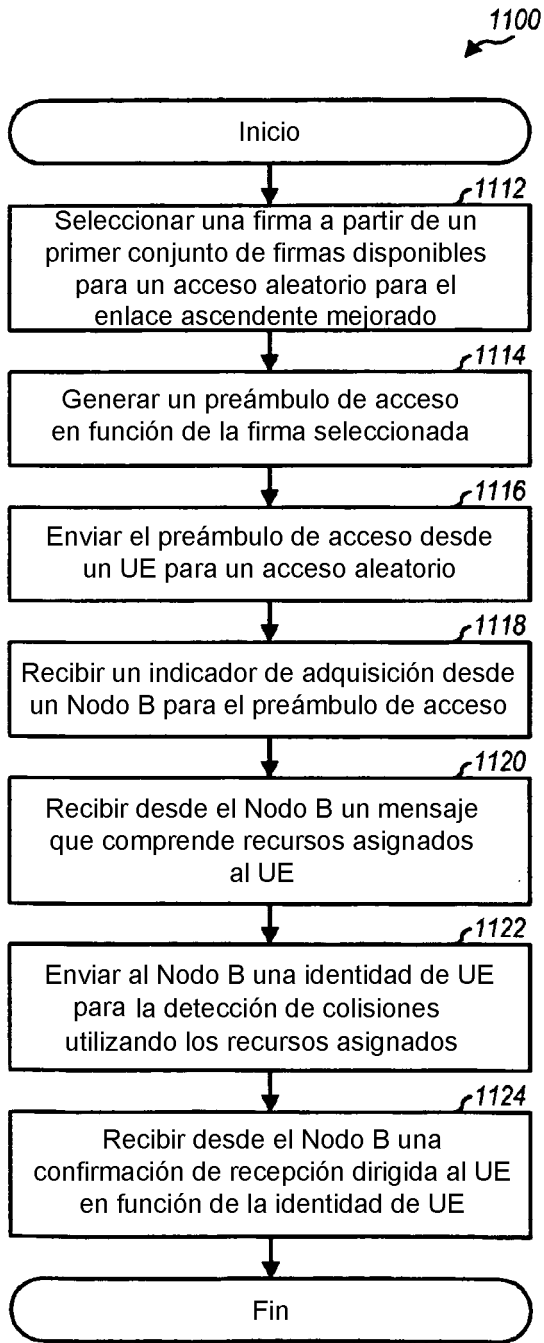 1100
Inicio
1112
Seleccionar una firma a partir de un
primer conjunto de firmas disponibles
para un acceso aleatorio para el
enlace ascendente mejorado
1114
Generar un preámbulo de acceso
en función de la firma seleccionada
1116
Enviar el preámbulo de acceso desde
un UE para un acceso aleatorio
1118
Recibir un indicador de adquisición desde
un Nodo B para el preámbulo de acceso
1120
Recibir desde el Nodo B un mensaje
que comprende recursos asignados
al UE
1122
Enviar al Nodo B una identidad de UE
para la detección de colisiones
utilizando los recursos asignados
1124
Recibir desde el Nodo B una
confirmación de recepción dirigida al UE
en función de la identidad de UE
Fin